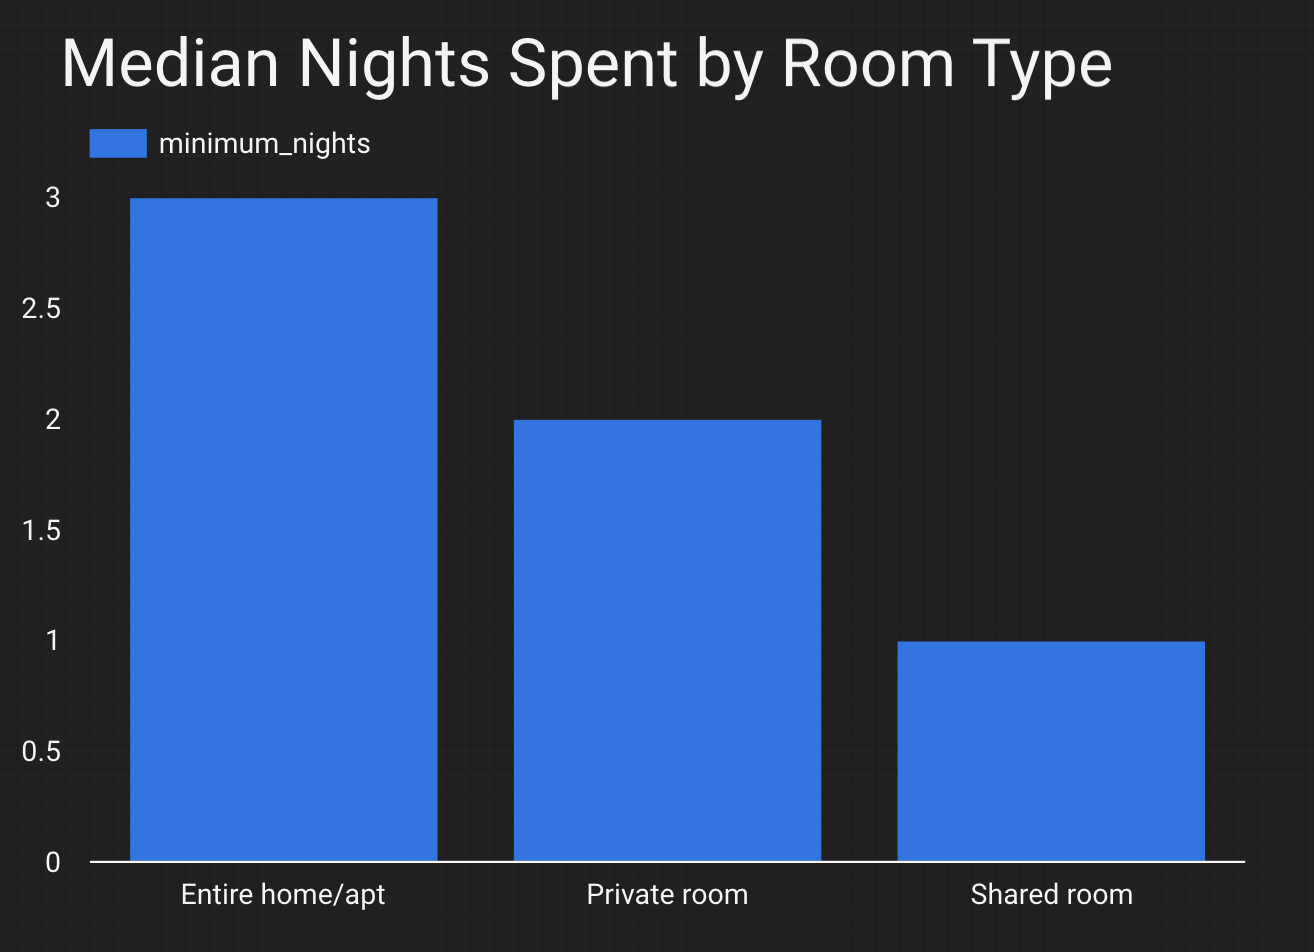 Median Nights Spent by Room Type
minimum_nights
3
2.5
2
1.5
1
0.5
0
Entire home/apt Private room Shared room